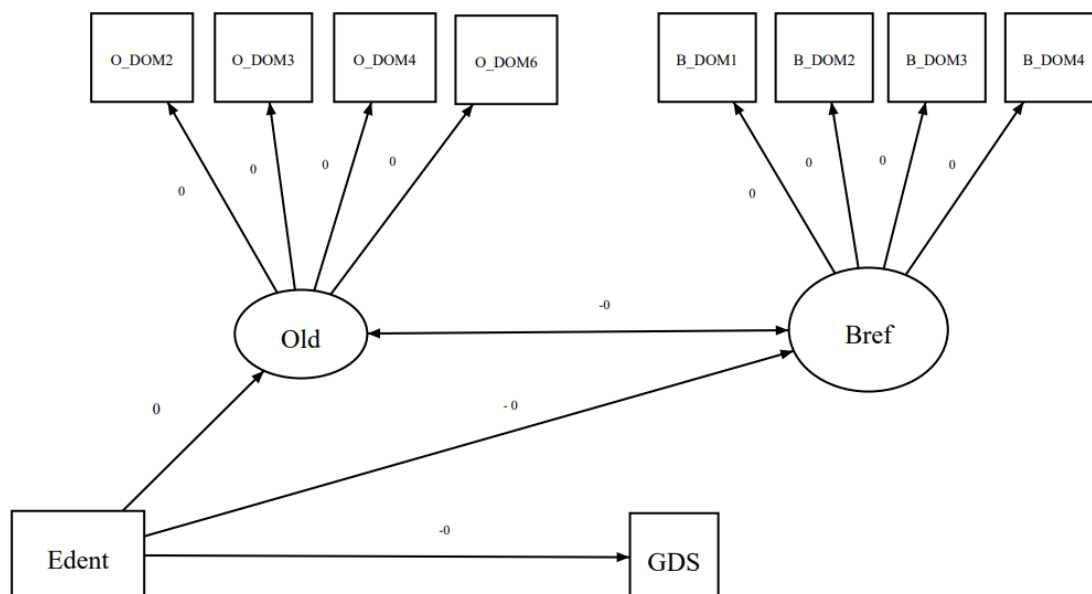 O_DOM2 O_DOM3 O_DOM4 O_DOM6 B_DOM1 B_DOM2 B_DOM3 B_DOM4
0 0 0 0 0 0 0 0
Old -0 Bref
0 - 0
Edent -0 GDS